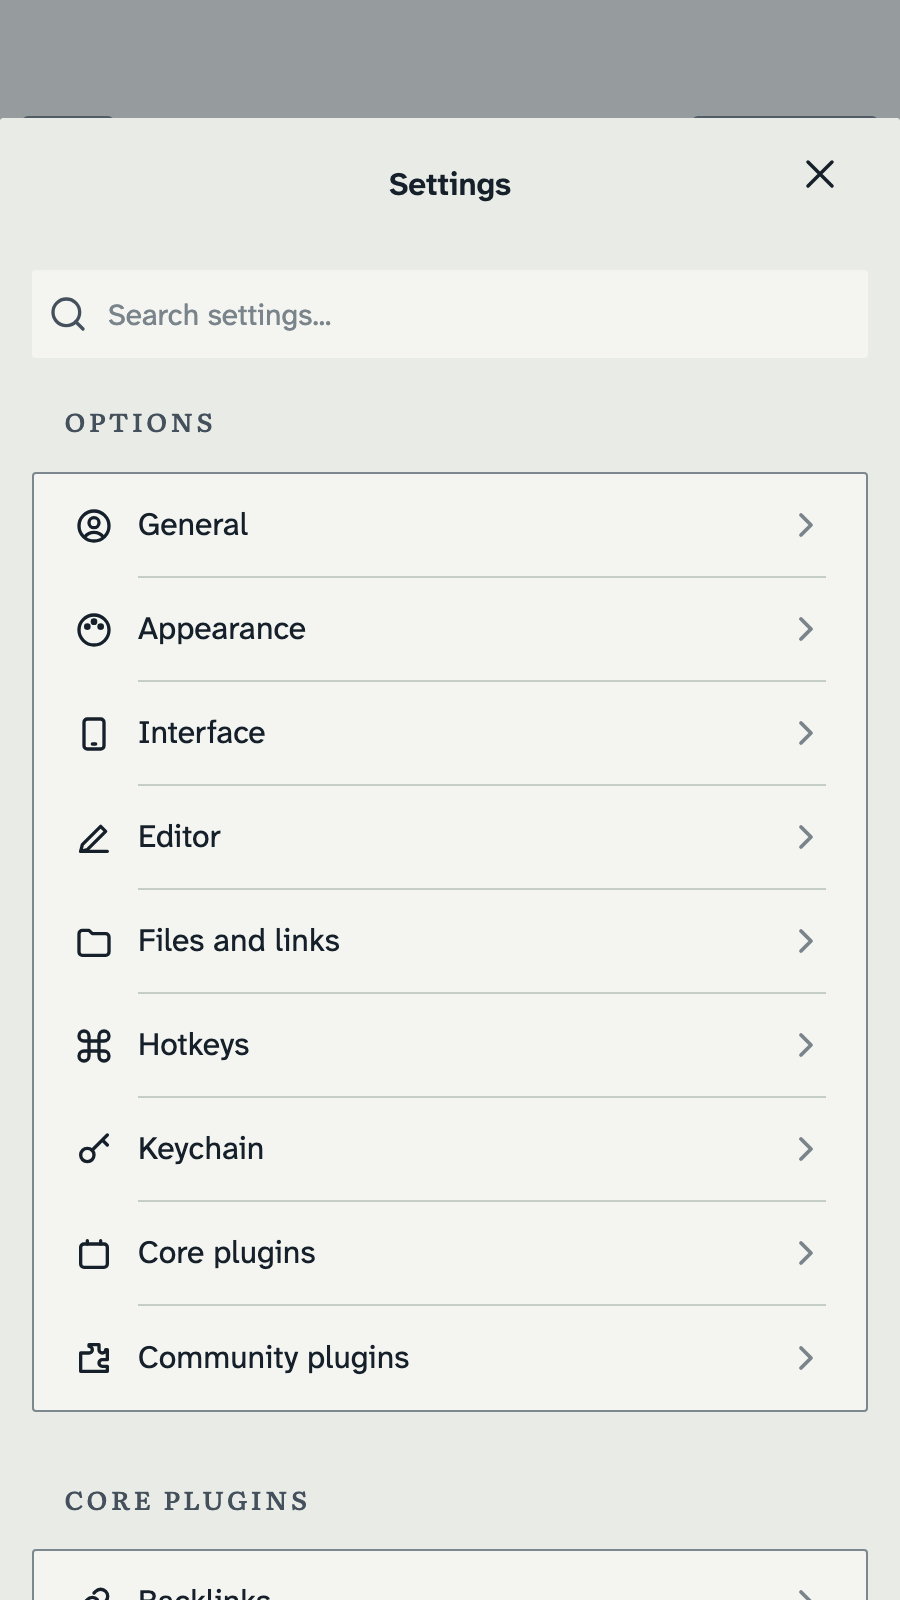 Settings
Search settings...
OPTIONS
General
Appearance
Interface
Editor
Files and links
Hotkeys
Keychain
Core plugins
Community plugins
CORE PLUGINS
Backlinks